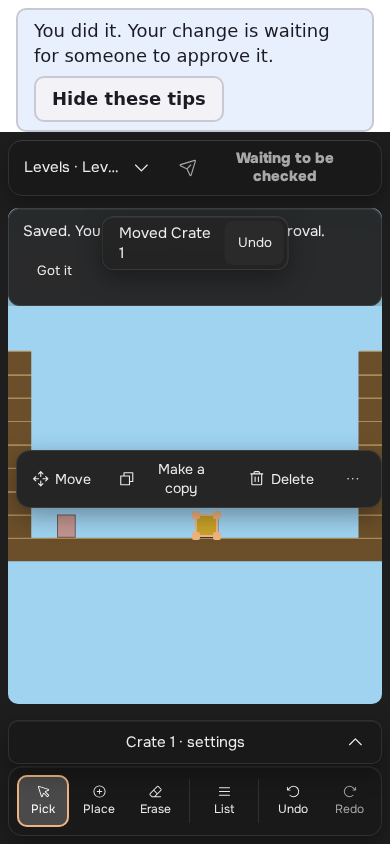 You did it. Your change is waiting
for someone to approve it.
Hide these tips
Levels · Lev...
Waiting to be
checked
Saved. You
roval.
Moved Crate
1
Undo
Got it
Move
Make a
copy
Delete
...
Crate 1 · settings
Pick
Place
Erase
List
Undo
Redo